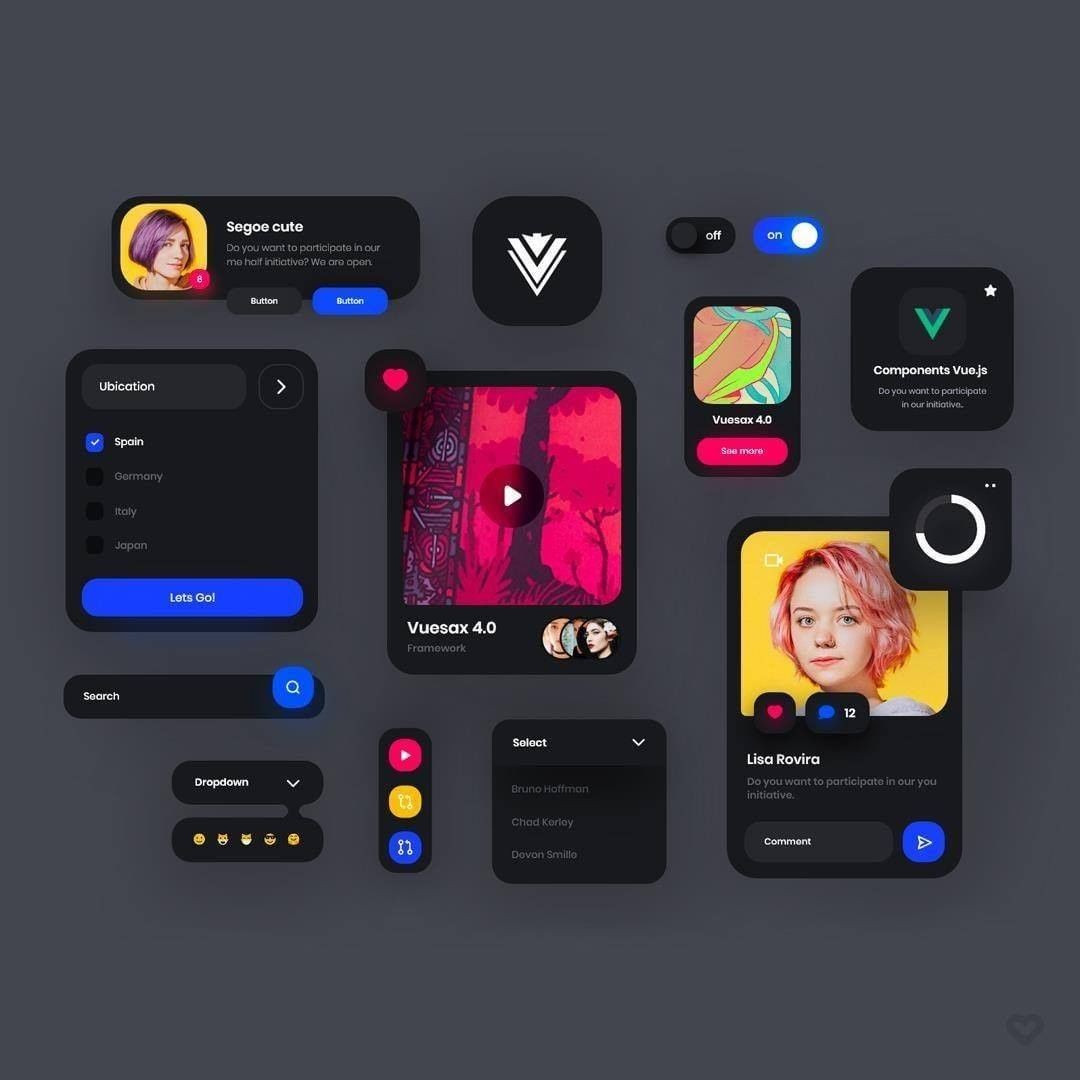 Segoe cute
Do you want to participate in our
me half initiative? We are open.
6
Button
Button
off
on
Components Vue.js
Do you want to participate
in our initiative..
Vuesax 4.0
See more
Ubication
Spain
Germany
Italy
Japan
Lets Go!
Vuesax 4.0
Framework
Search
Dropdown
Select
Bruno Hoffman
Chad Kerley
Devon Smille
12
Lisa Rovira
Do you want to participate in our you
initiative.
Comment